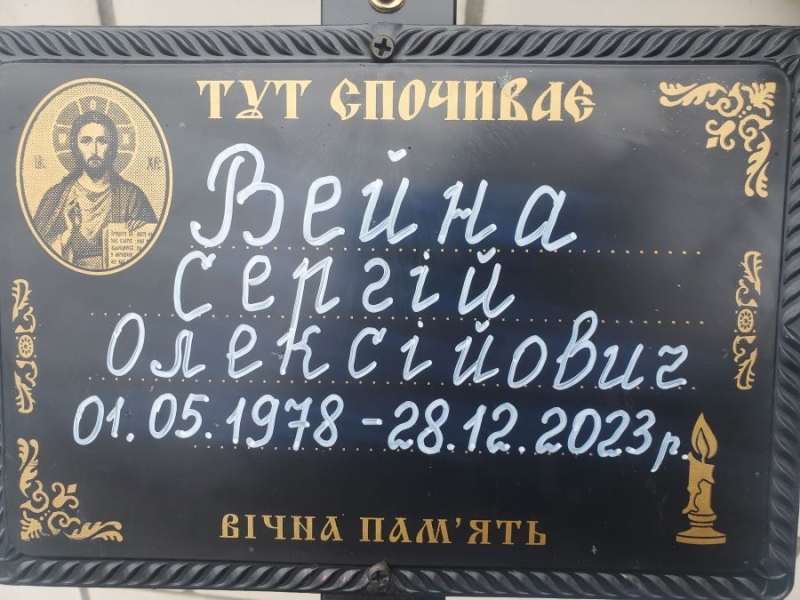 ТУТ СПОЧИВАЄ
Вейна
Сергій
Олексійович
01.05.1978 - 28.12.2023 р.
ВІЧНА ПАМ'ЯТЬ